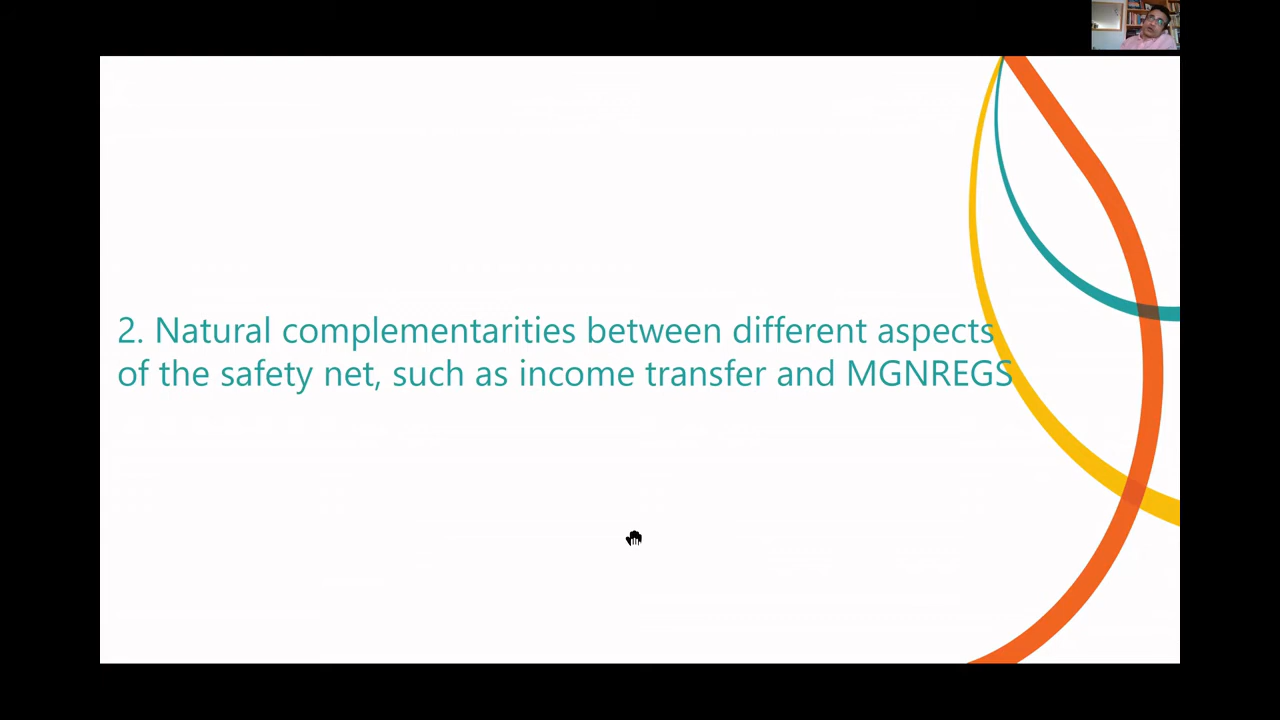 2. Natural complementarities between different aspects
of the safety net, such as income transfer and MGNREGS